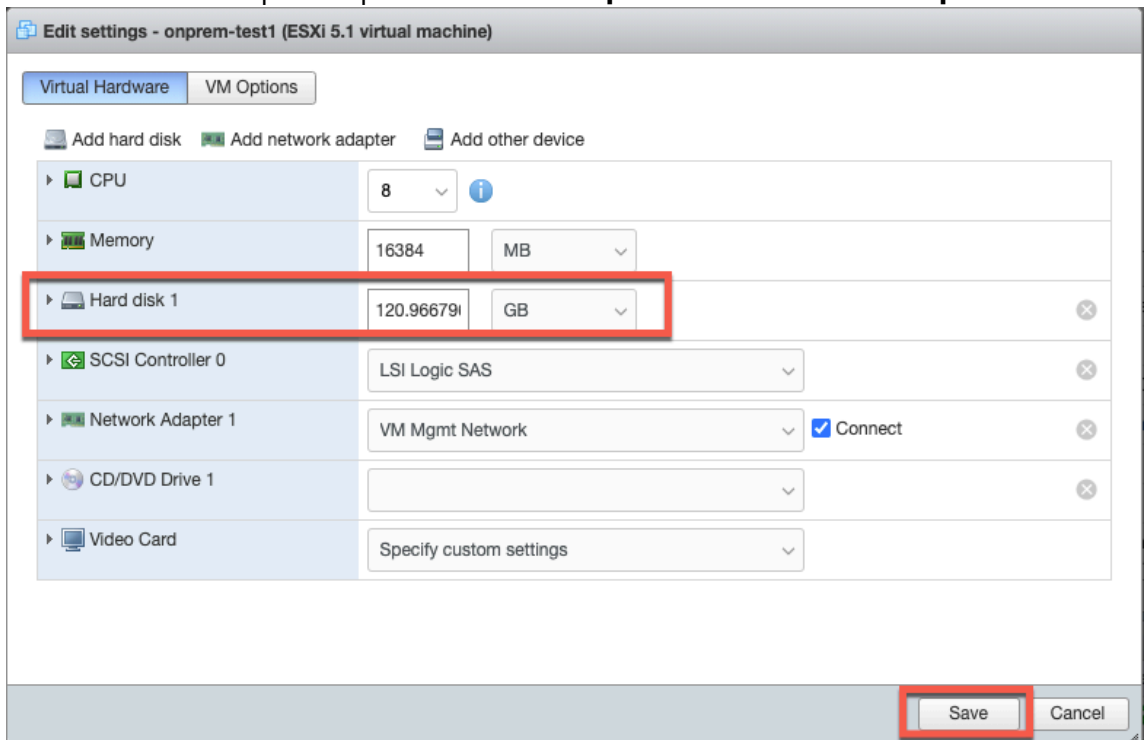 Edit settings - onprem-test1 (ESXi 5.1 virtual machine)
Virtual Hardware VM Options
Add hard disk Add network adapter Add other device
CPU 8
Memory 16384 MB
Hard disk 1 120.966796 GB
SCSI Controller 0 LSI Logic SAS
Network Adapter 1 VM Mgmt Network Connect
CD/DVD Drive 1
Video Card Specify custom settings
Save Cancel